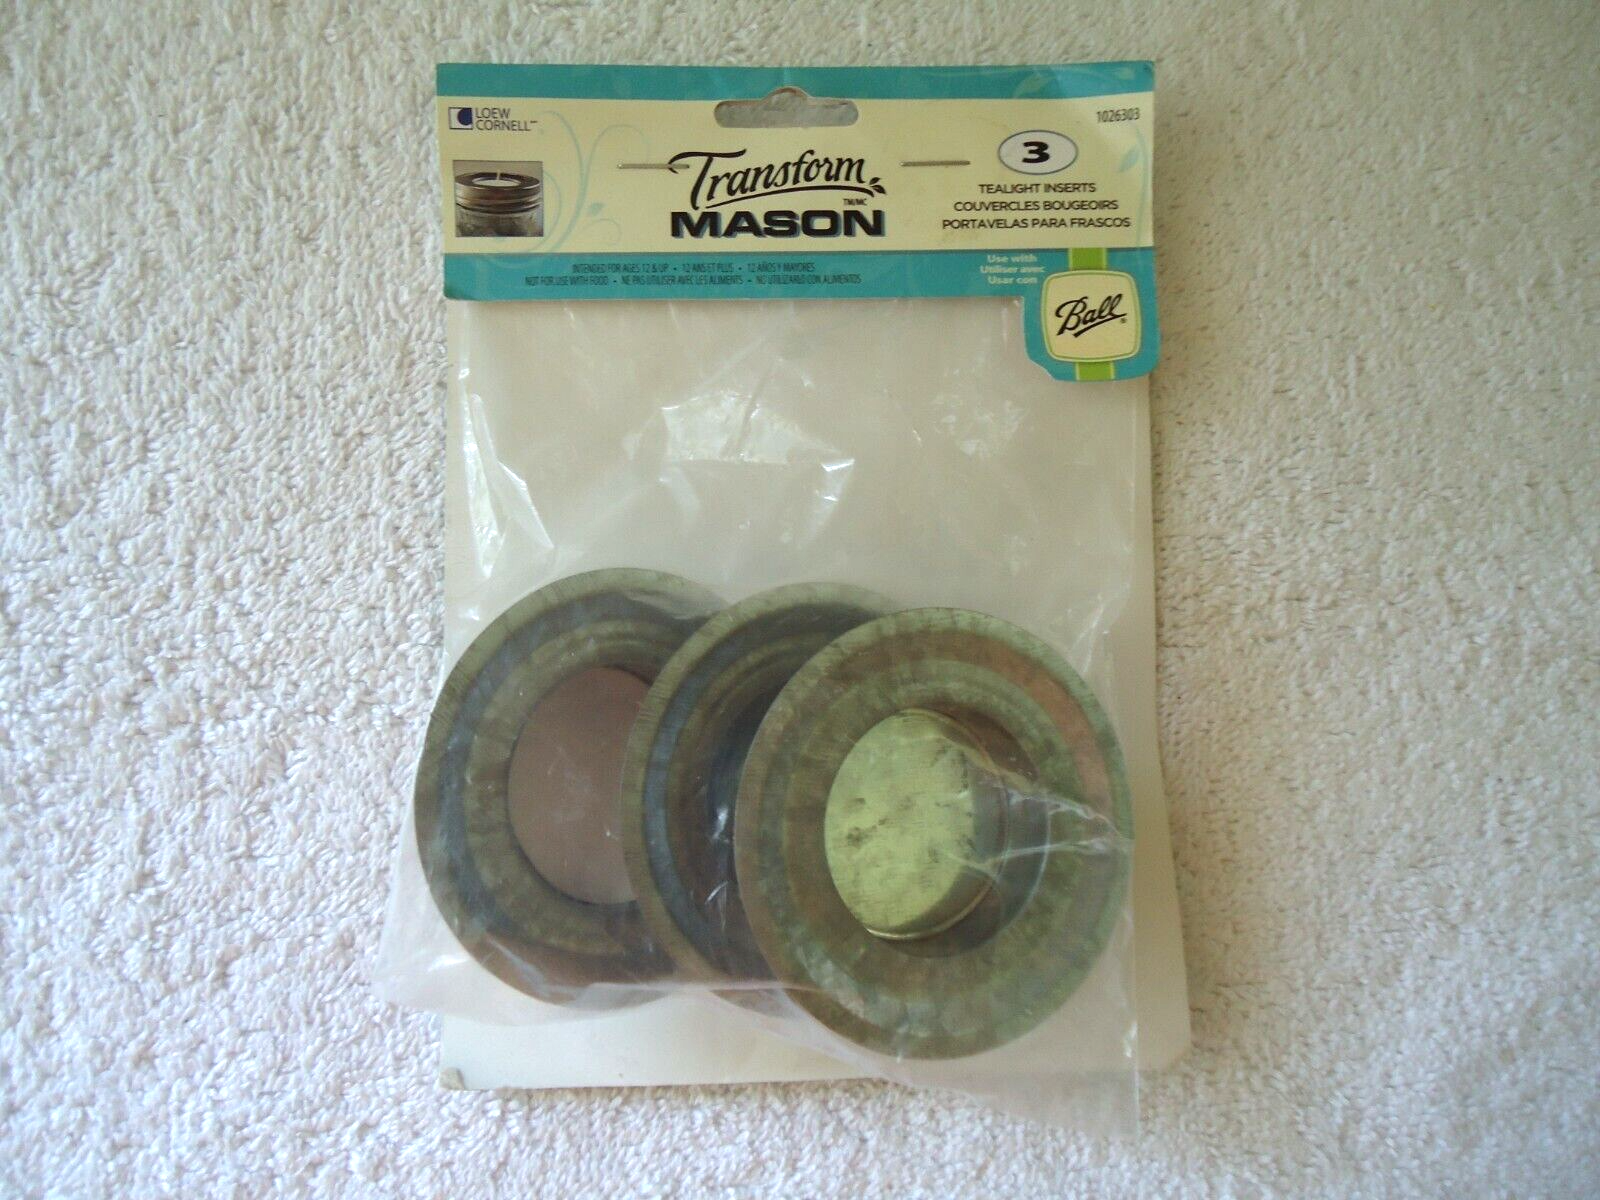 LOEW
CORNELL™
1026303
Transform
TM/MC
MASON
3
TEALIGHT INSERTS
COUVERCLES BOUGEOIRS
PORTAVELAS PARA FRASCOS
INTENDED FOR AGES 12 & UP • 12 ANS ET PLUS • 12 AÑOS Y MAYORES
NOT FOR USE WITH FOOD • NE PAS UTILISER AVEC LES ALIMENTS • NO UTILIZARLO CON ALIMENTOS
Use with
Utiliser avec
Usar con
Ball®